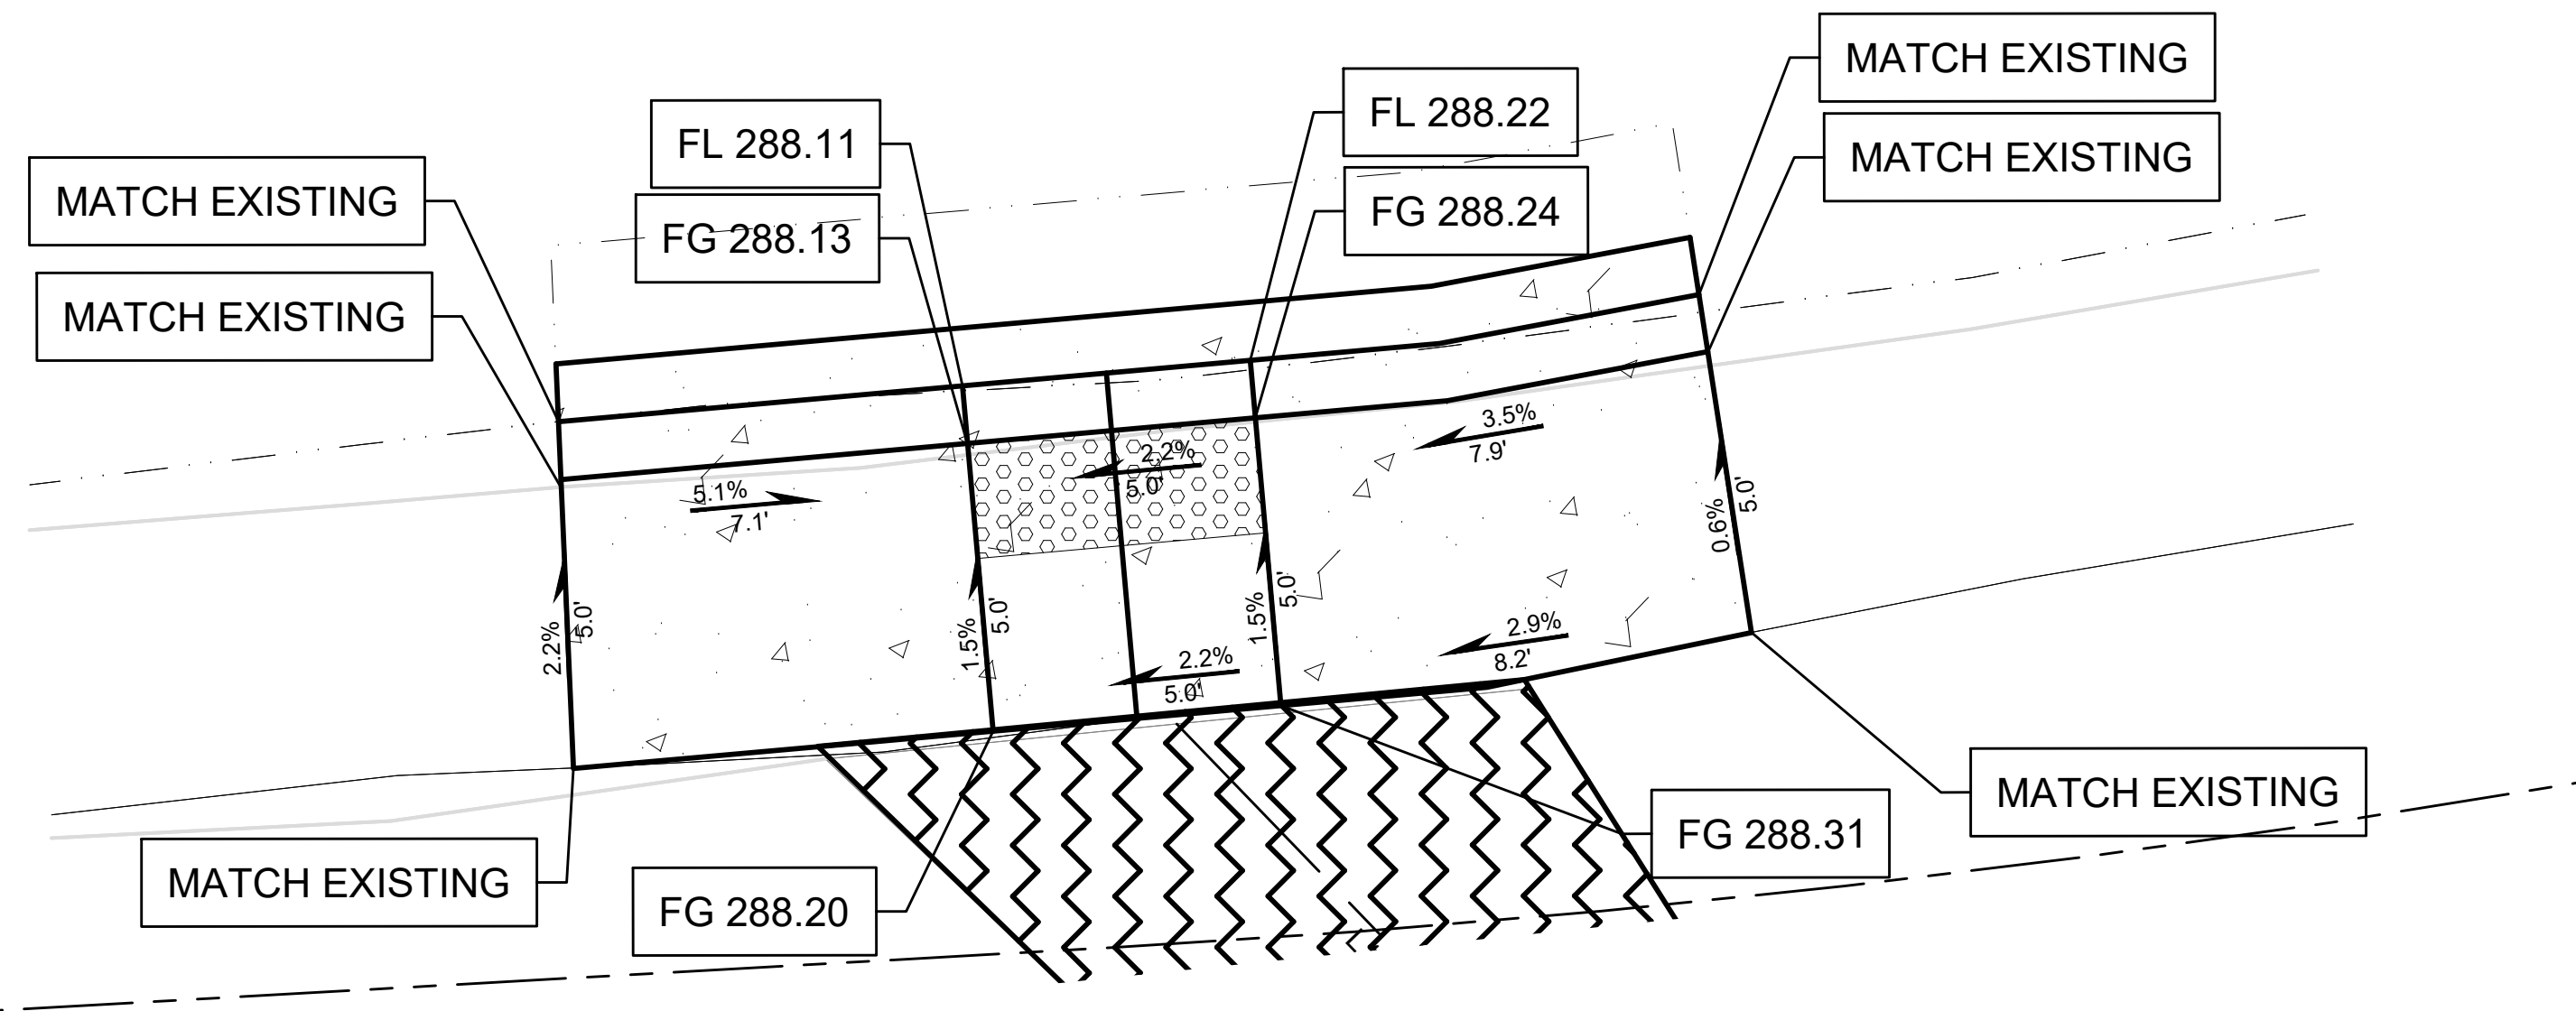 MATCH EXISTING
MATCH EXISTING
FL 288.11
FG 288.13
FL 288.22
FG 288.24
MATCH EXISTING
MATCH EXISTING
5.1%
7.1'
2.2%
5.0'
3.5%
7.9'
2.2%
5.0'
1.5%
5.0'
1.5%
5.0'
0.6%
5.0'
2.2%
5.0'
2.9%
8.2'
MATCH EXISTING
FG 288.20
FG 288.31
MATCH EXISTING